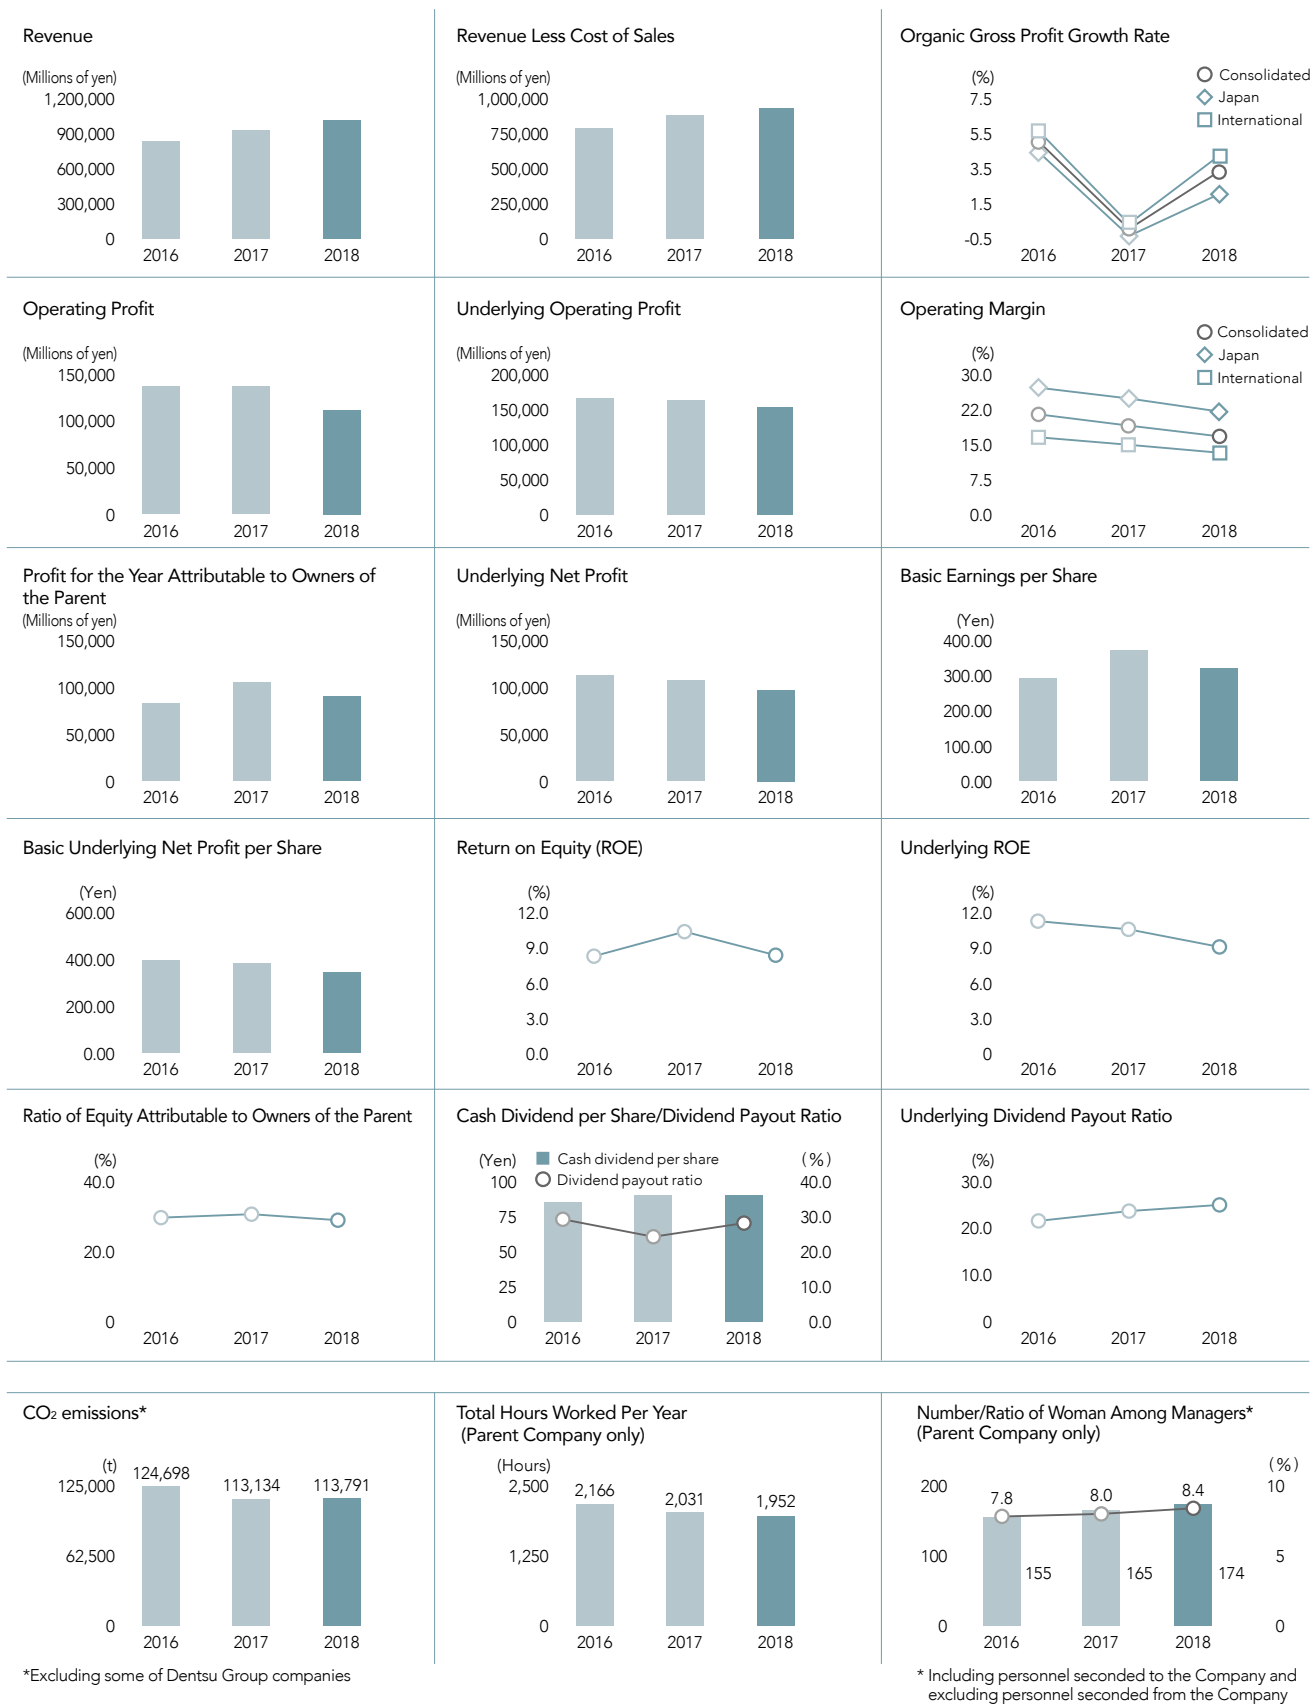 Revenue
(Millions of yen)
1,200,000
900,000
600,000
300,000
0
2016 2017 2018
Revenue Less Cost of Sales
(Millions of yen)
1,000,000
750,000
500,000
250,000
0
2016 2017 2018
Organic Gross Profit Growth Rate
(%)
7.5
5.5
3.5
1.5
-0.5
2016 2017 2018
Consolidated
Japan
International
Operating Profit
(Millions of yen)
150,000
100,000
50,000
0
2016 2017 2018
Underlying Operating Profit
(Millions of yen)
200,000
150,000
100,000
50,000
0
2016 2017 2018
Operating Margin
(%)
30.0
22.0
15.0
7.5
0.0
2016 2017 2018
Consolidated
Japan
International
Profit for the Year Attributable to Owners of
the Parent
(Millions of yen)
150,000
100,000
50,000
0
2016 2017 2018
Underlying Net Profit
(Millions of yen)
150,000
100,000
50,000
0
2016 2017 2018
Basic Earnings per Share
(Yen)
400.00
300.00
200.00
100.00
0.00
2016 2017 2018
Basic Underlying Net Profit per Share
(Yen)
600.00
400.00
200.00
0.00
2016 2017 2018
Return on Equity (ROE)
(%)
12.0
9.0
6.0
3.0
0.0
2016 2017 2018
Underlying ROE
(%)
12.0
9.0
6.0
3.0
0
2016 2017 2018
Ratio of Equity Attributable to Owners of the Parent
(%)
40.0
20.0
0
2016 2017 2018
Cash Dividend per Share/Dividend Payout Ratio
(Yen)
100
75
50
25
0
Cash dividend per share
Dividend payout ratio
(%)
40.0
30.0
20.0
10.0
0.0
2016 2017 2018
Underlying Dividend Payout Ratio
(%)
30.0
20.0
10.0
0
2016 2017 2018
CO2 emissions*
(t)
125,000
62,500
0
124,698 113,134 113,791
2016 2017 2018
*Excluding some of Dentsu Group companies
Total Hours Worked Per Year
(Parent Company only)
(Hours)
2,500
1,250
0
2,166 2,031 1,952
2016 2017 2018
Number/Ratio of Woman Among Managers*
(Parent Company only)
200
100
0
(%)
10
5
0
7.8 8.0 8.4
155 165 174
2016 2017 2018
* Including personnel seconded to the Company and
excluding personnel seconded from the Company